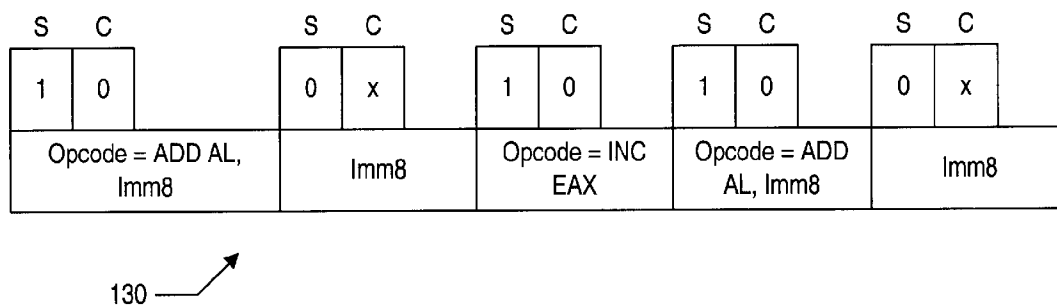 S C S C S C S C S C
1 0 0 x 1 0 1 0 0 x
Opcode = ADD AL, Imm8 Opcode = INC Opcode = ADD Imm8
Imm8 EAX AL, Imm8
130